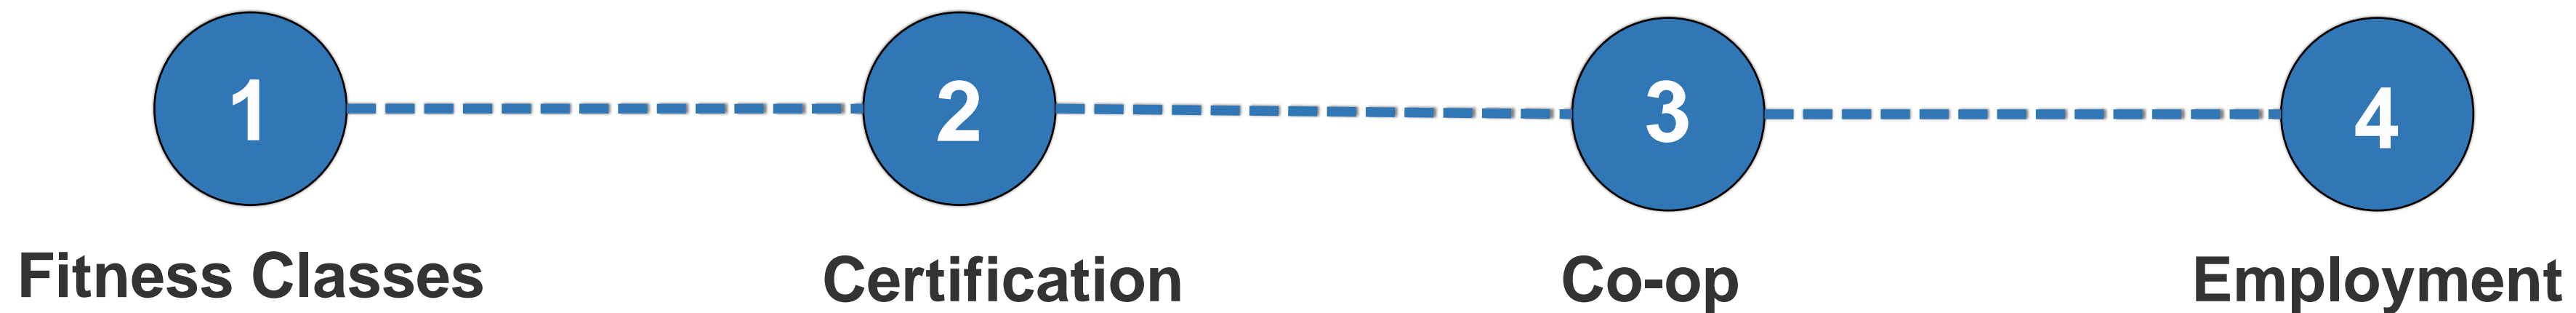 1 2 3 4
Fitness Classes Certification Co-op Employment